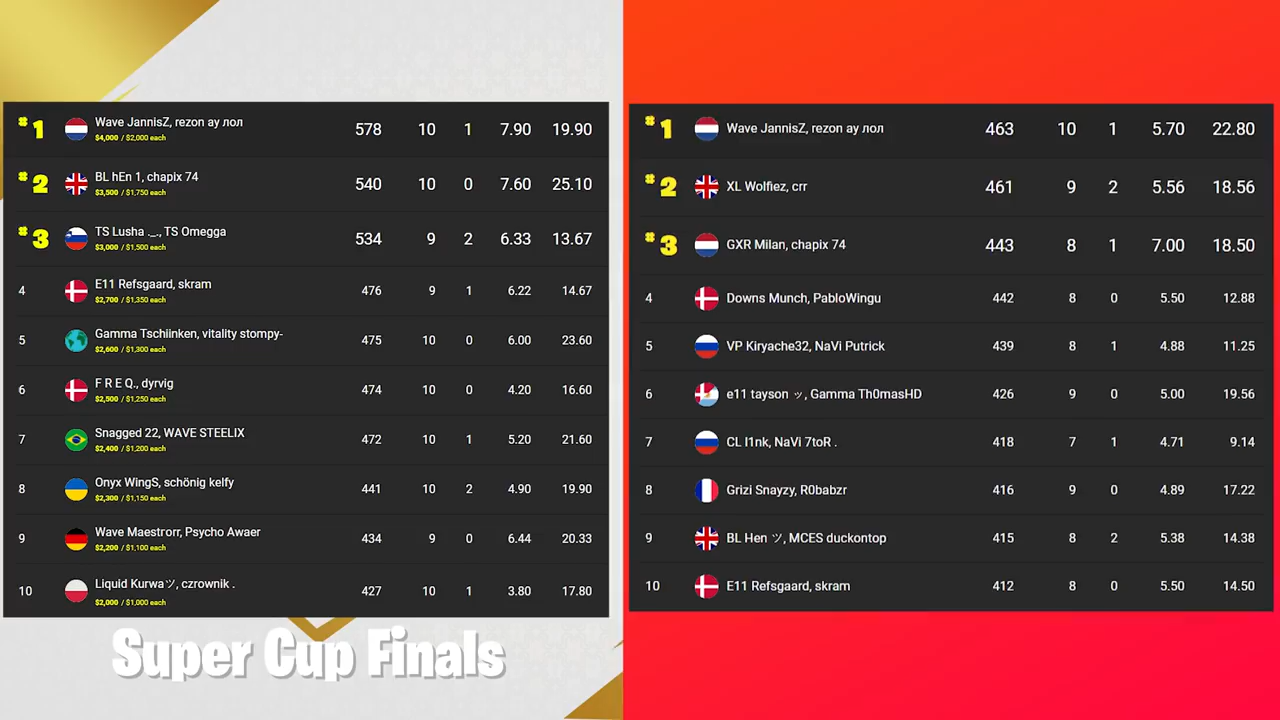 #1 Wave JannisZ, rezon ay лол 578 10 1 7.90 19.90
$4,000 / $2,000 each
#2 BL hEn 1, chapix 74 540 10 0 7.60 25.10
$3,500 / $1,750 each
#3 TS Lusha ._., TS Omegga 534 9 2 6.33 13.67
$3,000 / $1,500 each
4 E11 Refsgaard, skram 476 9 1 6.22 14.67
$2,700 / $1,350 each
5 Gamma Tschiinken, vitality stompy- 475 10 0 6.00 23.60
$2,600 / $1,300 each
6 F R E Q., dyrvig 474 10 0 4.20 16.60
$2,500 / $1,250 each
7 Snagged 22, WAVE STEELIX 472 10 1 5.20 21.60
$2,400 / $1,200 each
8 Onyx WingS, schönig kelfy 441 10 2 4.90 19.90
$2,300 / $1,150 each
9 Wave Maestrorr, Psycho Awaer 434 9 0 6.44 20.33
$2,200 / $1,100 each
10 Liquid Kurwaツ, czrownik . 427 10 1 3.80 17.80
$2,000 / $1,000 each
Super Cup Finals
#1 Wave JannisZ, rezon ay лол 463 10 1 5.70 22.80
#2 XL Wolfiez, crr 461 9 2 5.56 18.56
#3 GXR Milan, chapix 74 443 8 1 7.00 18.50
4 Downs Munch, PabloWingu 442 8 0 5.50 12.88
5 VP Kiryache32, NaVi Putrick 439 8 1 4.88 11.25
6 e11 tayson ッ, Gamma Th0masHD 426 9 0 5.00 19.56
7 CL l1nk, NaVi 7toR . 418 7 1 4.71 9.14
8 Grizi Snayzy, R0babzr 416 9 0 4.89 17.22
9 BL Hen ツ, MCES duckontop 415 8 2 5.38 14.38
10 E11 Refsgaard, skram 412 8 0 5.50 14.50